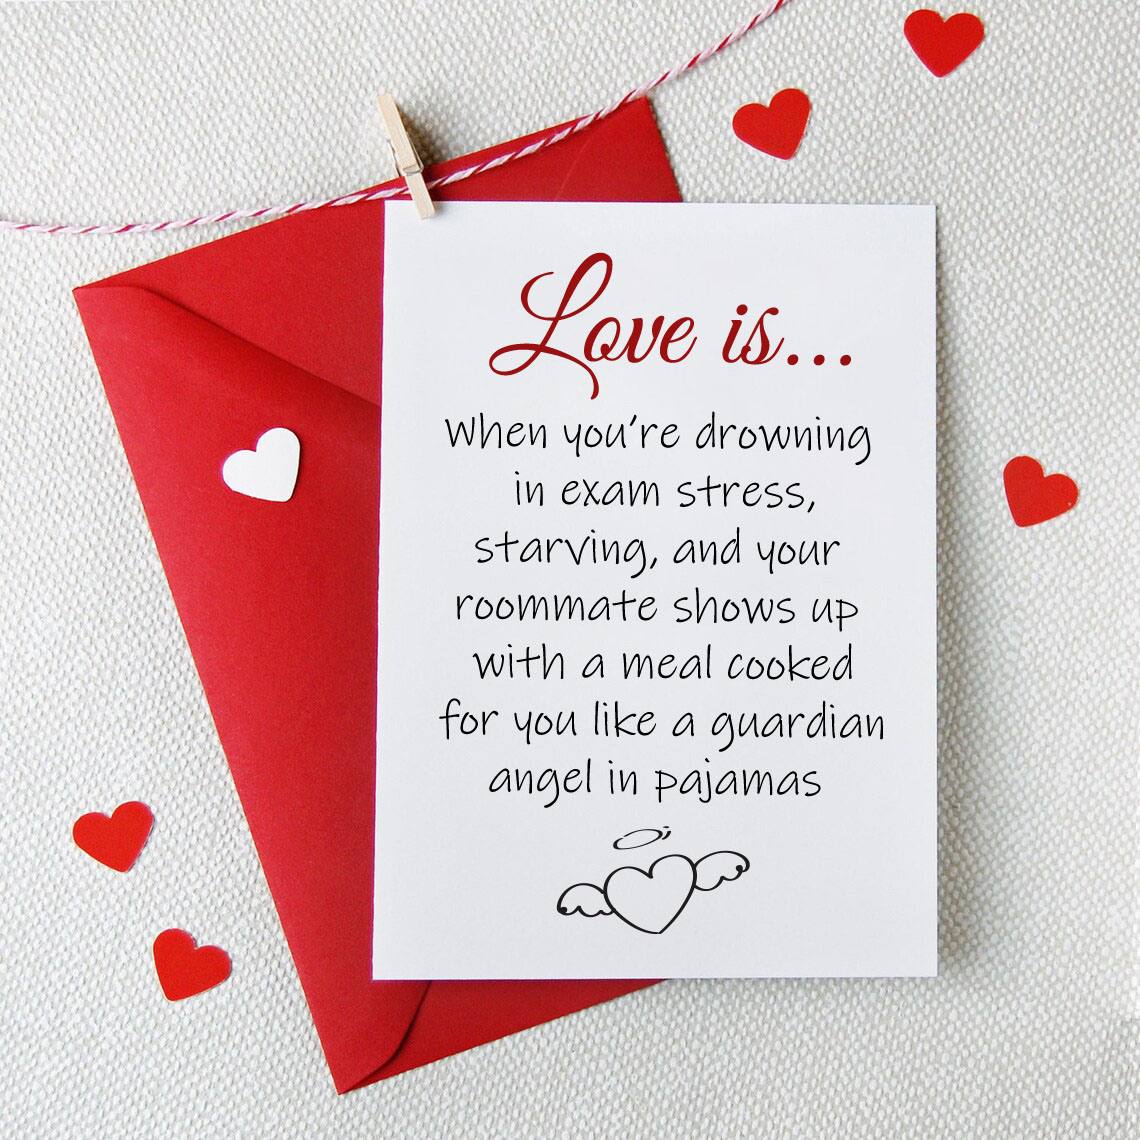 Love is...
When you're drowning
in exam stress,
starving, and your
roommate shows up
with a meal cooked
for you like a guardian
angel in pajamas